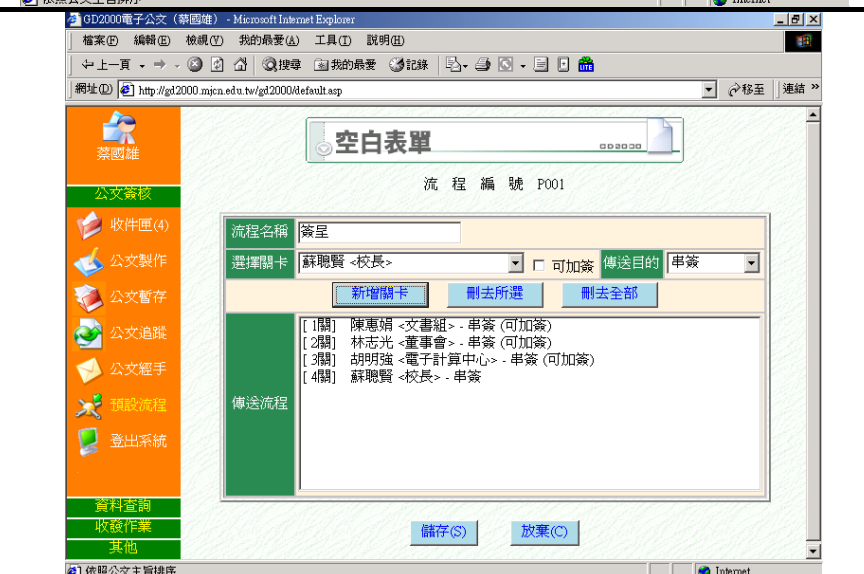 依照公文主旨排序 Internet
GD2000電子公文（蔡國雄） - Microsoft Internet Explorer
檔案(F) 編輯(E) 檢視(V) 我的最愛(A) 工具(T) 說明(H)
上一頁 搜尋 我的最愛 記錄
網址(D) http://gd2000.mjcn.edu.tw/gd2000/default.asp 移至 連結 »
蔡國雄
公文簽核
收件匣(4)
公文製作
公文暫存
公文追蹤
公文經手
預設流程
登出系統
資料查詢
收發作業
其他
空白表單 GD2000
流 程 編 號 P001
流程名稱 簽呈
選擇關卡 蘇聰賢 <校長> 可加簽 傳送目的 串簽
新增關卡 刪去所選 刪去全部
傳送流程
[ 1關] 陳惠娟 <文書組> - 串簽 (可加簽)
[ 2關] 林志光 <董事會> - 串簽 (可加簽)
[ 3關] 胡明強 <電子計算中心> - 串簽 (可加簽)
[ 4關] 蘇聰賢 <校長> - 串簽
儲存(S) 放棄(C)
依照公文主旨排序 Internet